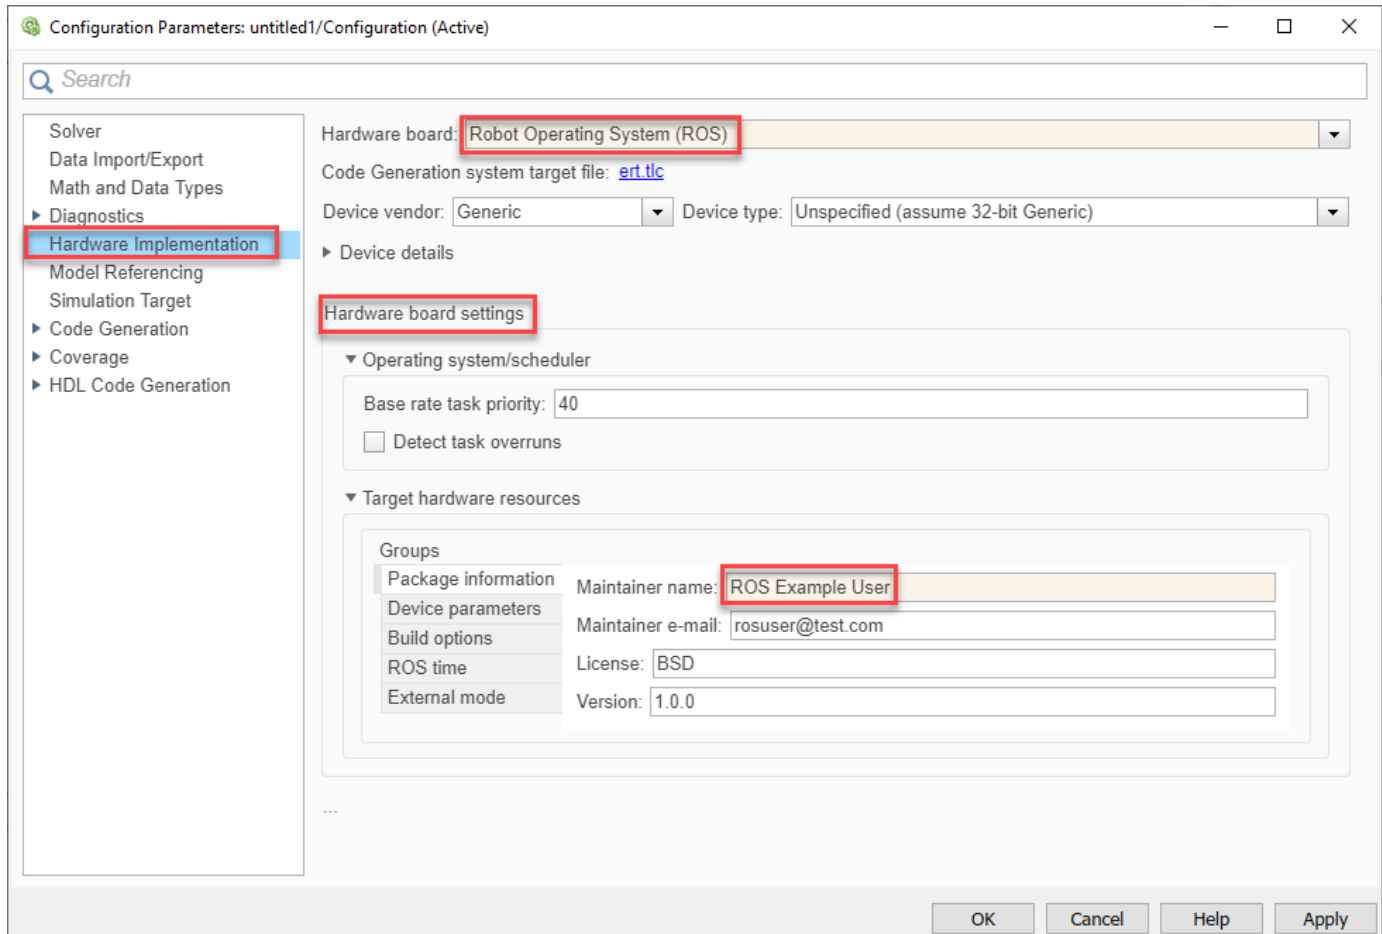 Configuration Parameters: untitled1/Configuration (Active)
Search
Solver
Data Import/Export
Math and Data Types
Diagnostics
Hardware Implementation
Model Referencing
Simulation Target
Code Generation
Coverage
HDL Code Generation
Hardware board: Robot Operating System (ROS)
Code Generation system target file: ert.tlc
Device vendor: Generic Device type: Unspecified (assume 32-bit Generic)
Device details
Hardware board settings
Operating system/scheduler
Base rate task priority: 40
Detect task overruns
Target hardware resources
Groups
Package information
Device parameters
Build options
ROS time
External mode
Maintainer name: ROS Example User
Maintainer e-mail: rosuser@test.com
License: BSD
Version: 1.0.0
...
OK Cancel Help Apply